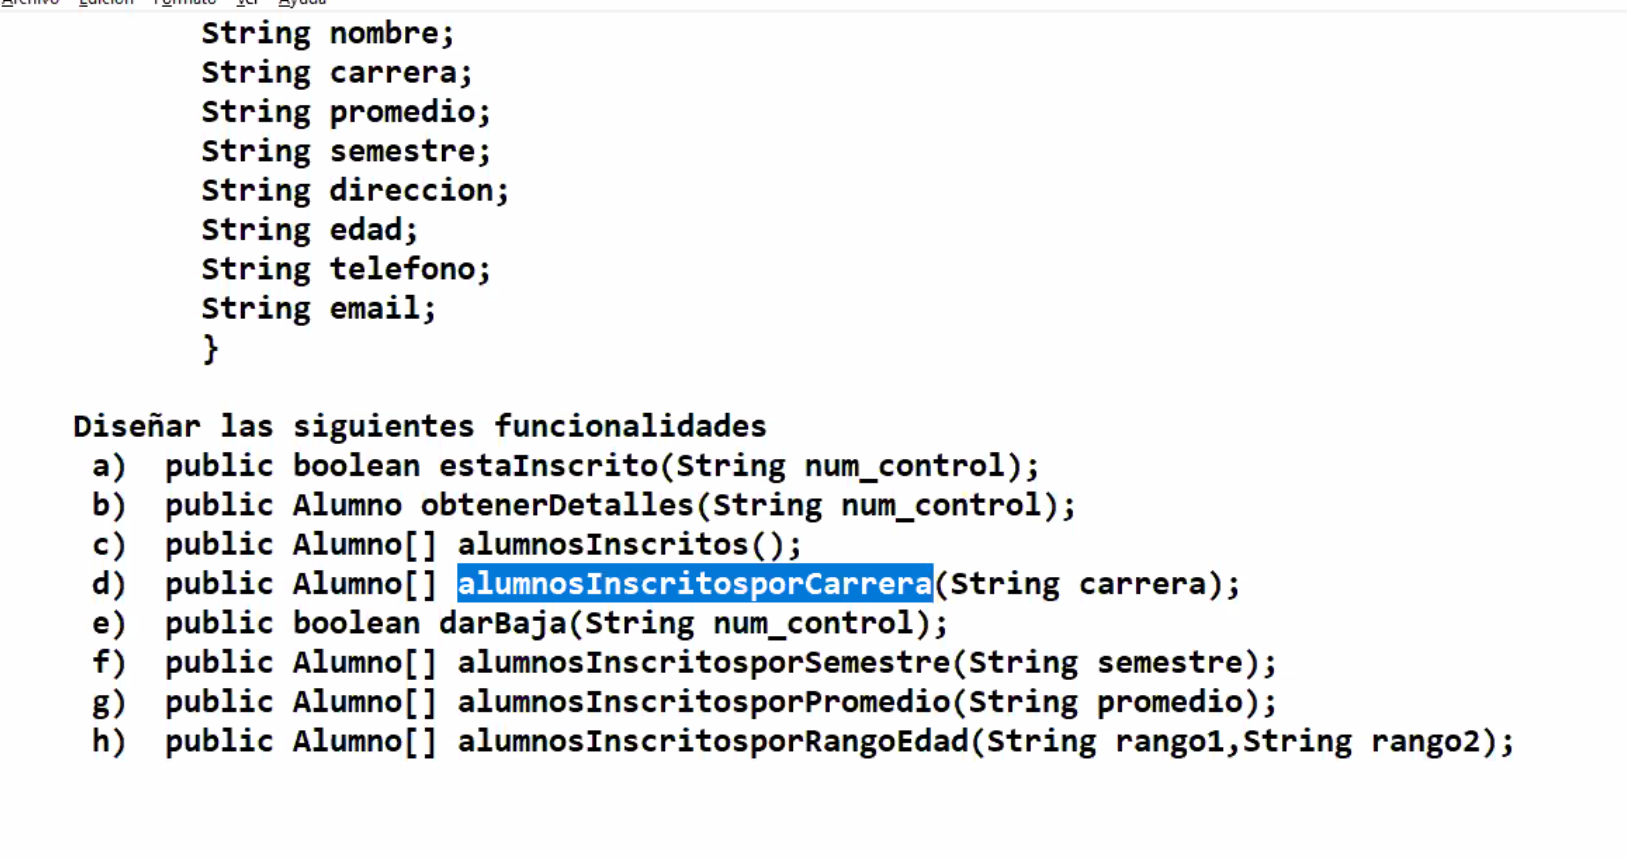 Archivo Edición Formato Ver Ayuda
String nombre;
String carrera;
String promedio;
String semestre;
String direccion;
String edad;
String telefono;
String email;
}
Diseñar las siguientes funcionalidades
a) public boolean estaInscrito(String num_control);
b) public Alumno obtenerDetalles(String num_control);
c) public Alumno[] alumnosInscritos();
d) public Alumno[] alumnosInscritosporCarrera(String carrera);
e) public boolean darBaja(String num_control);
f) public Alumno[] alumnosInscritosporSemestre(String semestre);
g) public Alumno[] alumnosInscritosporPromedio(String promedio);
h) public Alumno[] alumnosInscritosporRangoEdad(String rango1,String rango2);